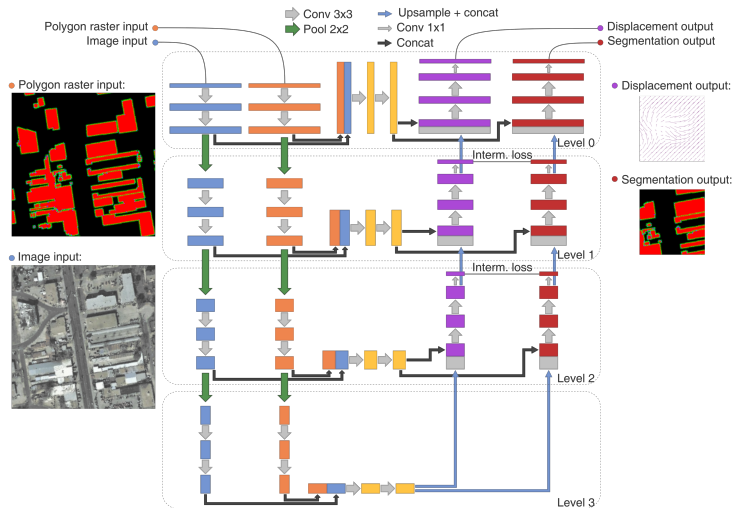 Polygon raster input
Image input
Conv 3x3
Pool 2x2
Upsample + concat
Conv 1x1
Concat
Displacement output
Segmentation output
Polygon raster input:
Image input:
Displacement output:
Segmentation output:
Level 0
Interm. loss
Level 1
Interm. loss
Level 2
Level 3